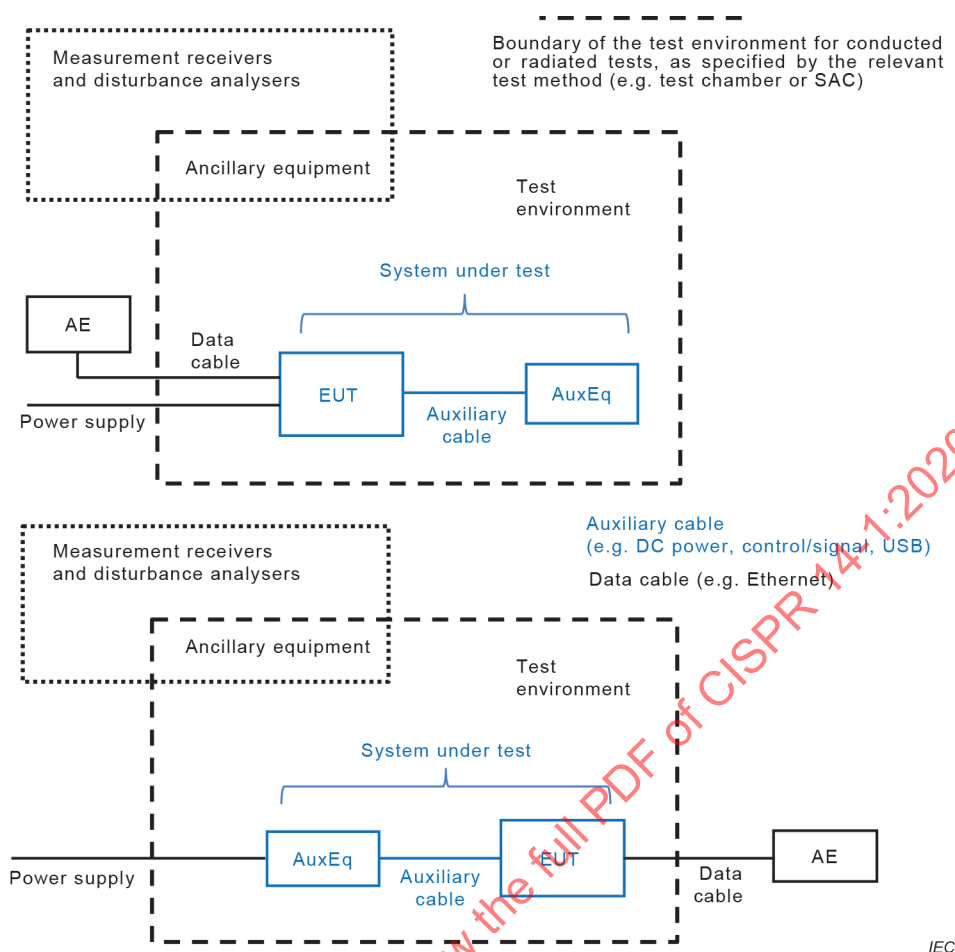 Boundary of the test environment for conducted
or radiated tests, as specified by the relevant
test method (e.g. test chamber or SAC)
Measurement receivers
and disturbance analysers
Ancillary equipment
Test
environment
System under test
AE
Data
cable
EUT
AuxEq
Power supply
Auxiliary
cable
Auxiliary cable
(e.g. DC power, control/signal, USB)
Data cable (e.g. Ethernet)
Measurement receivers
and disturbance analysers
Ancillary equipment
Test
environment
System under test
AuxEq
EUT
AE
Power supply
Auxiliary
cable
Data
cable
the full PDF of CISPR 14-1:202
IEC